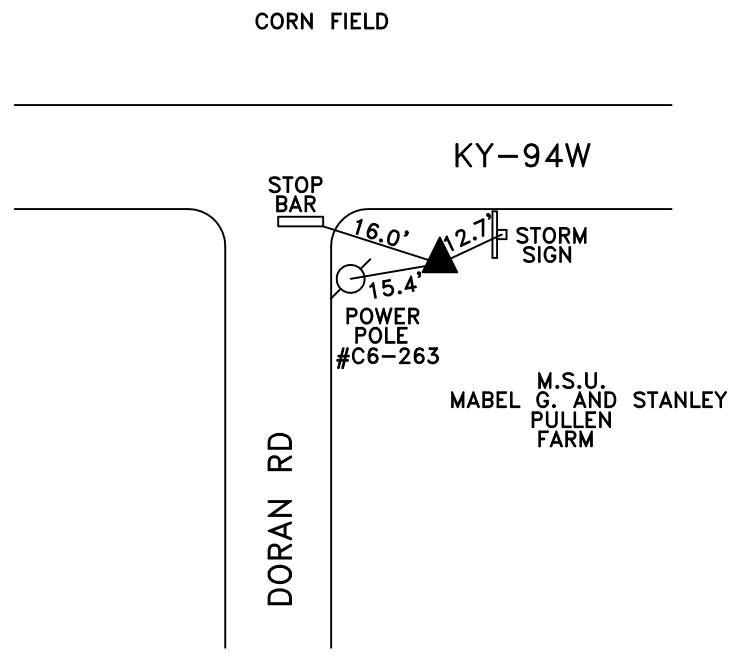 CORN FIELD
KY-94W
STOP
BAR
16.0'
12.7'
STORM
SIGN
15.4'
POWER
POLE
#C6-263
M.S.U.
MABEL G. AND STANLEY
PULLEN
FARM
DORAN RD